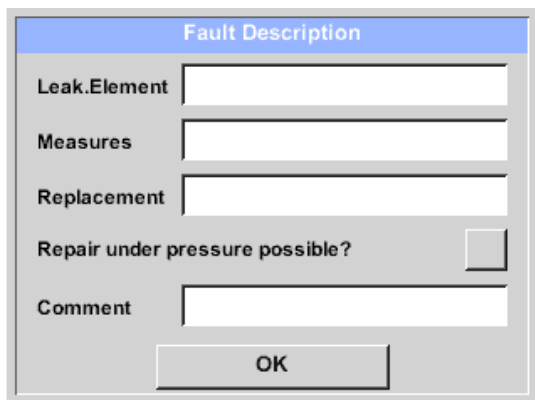 Fault Description
Leak.Element
Measures
Replacement
Repair under pressure possible?
Comment
OK